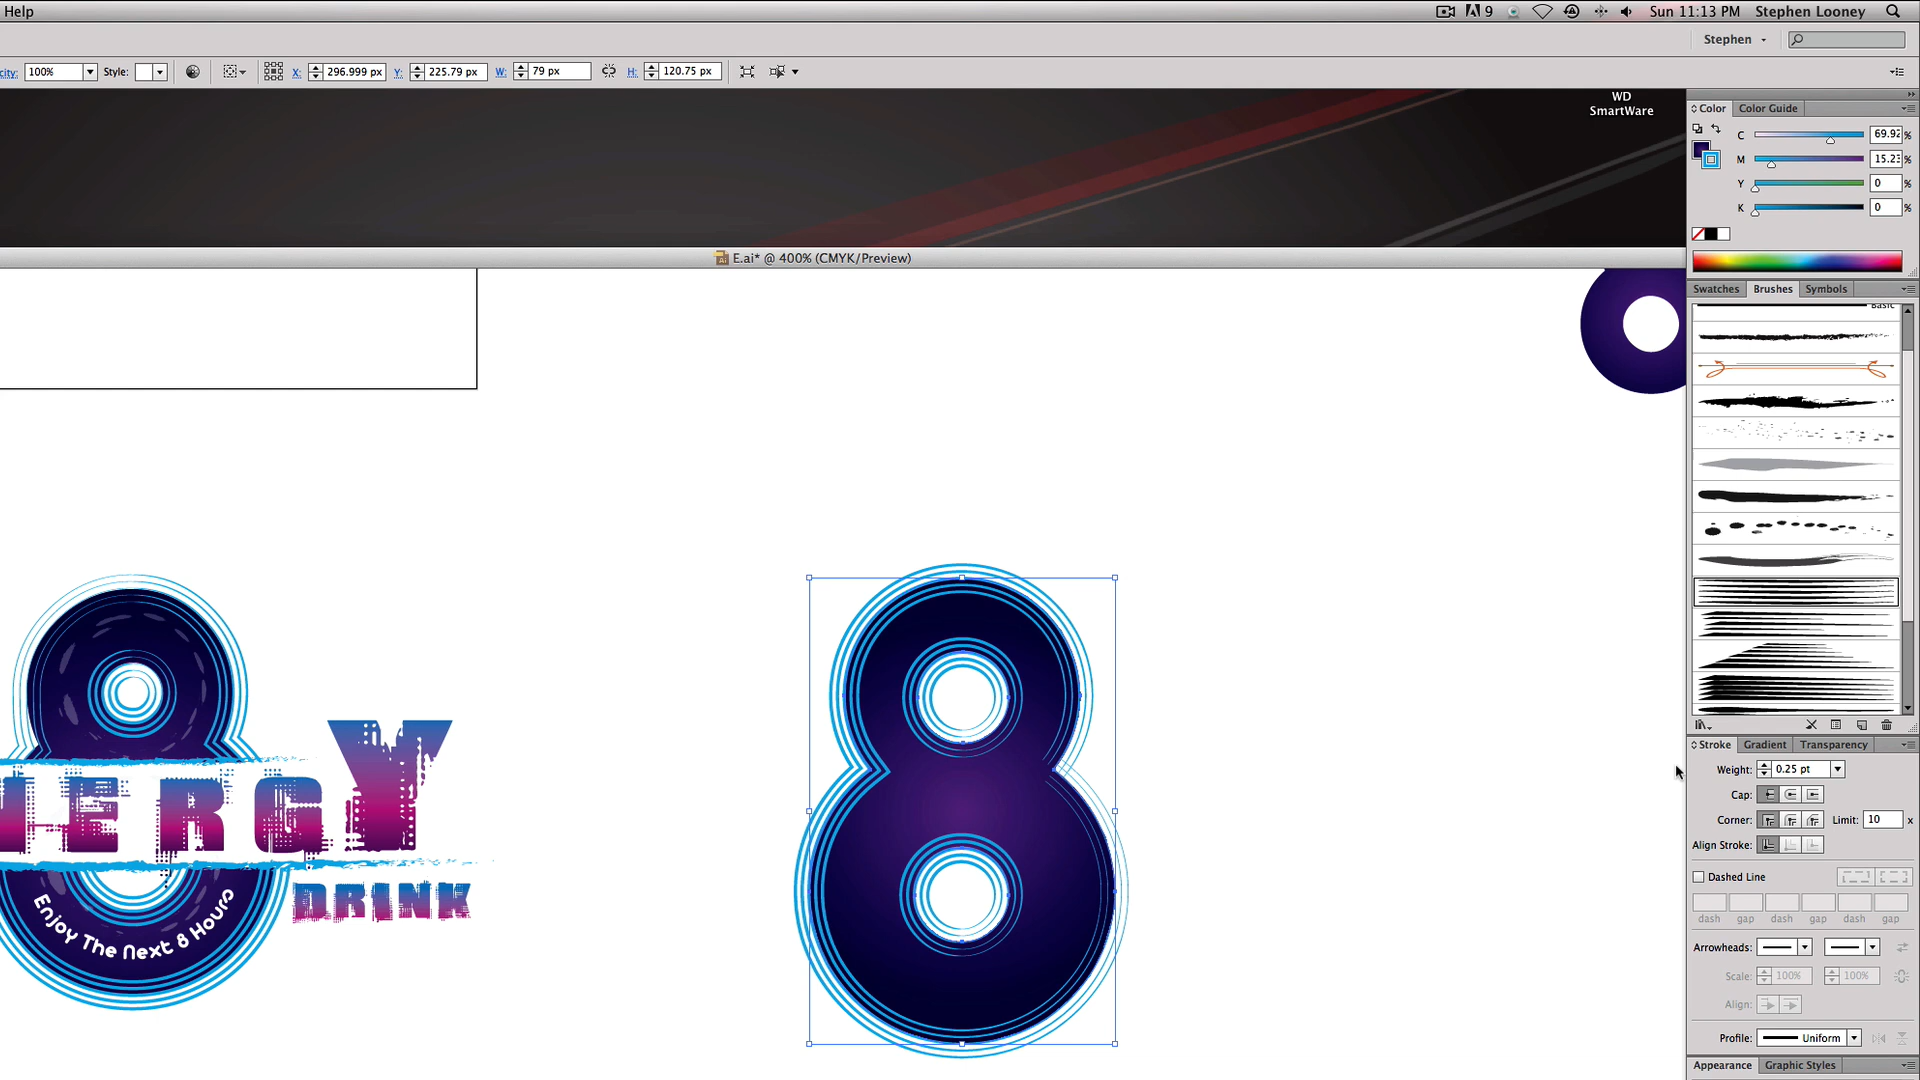 Help
9
Sun 11:13 PM
Stephen Looney
Stephen
city: 100%
Style:
X: 296.999 px
Y: 225.79 px
W: 79 px
H: 120.75 px
WD
SmartWare
Color
Color Guide
C 69.92 %
M 15.23 %
Y 0 %
K 0 %
E.ai* @ 400% (CMYK/Preview)
Swatches
Brushes
Symbols
Basic
NERGY
DRINK
Enjoy The Next 8 Hours
Stroke
Gradient
Transparency
Weight: 0.25 pt
Cap:
Corner:
Limit: 10 x
Align Stroke:
Dashed Line
dash gap dash gap dash gap
Arrowheads:
Scale: 100% 100%
Align:
Profile: Uniform
Appearance
Graphic Styles
8